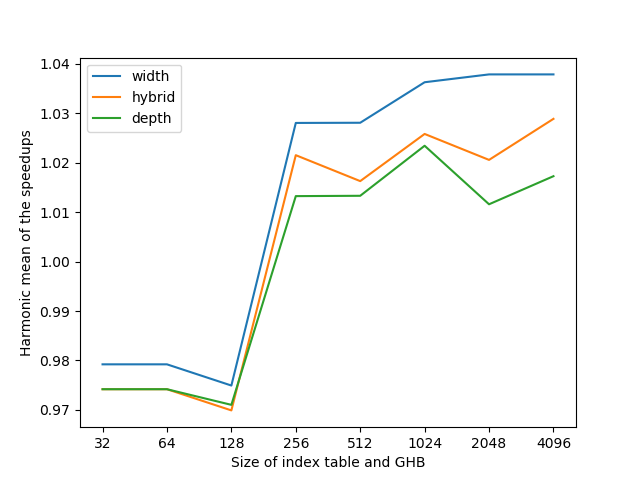 1.04
1.03
1.02
1.01
1.00
0.99
0.98
0.97
Harmonic mean of the speedups
width
hybrid
depth
32 64 128 256 512 1024 2048 4096
Size of index table and GHB